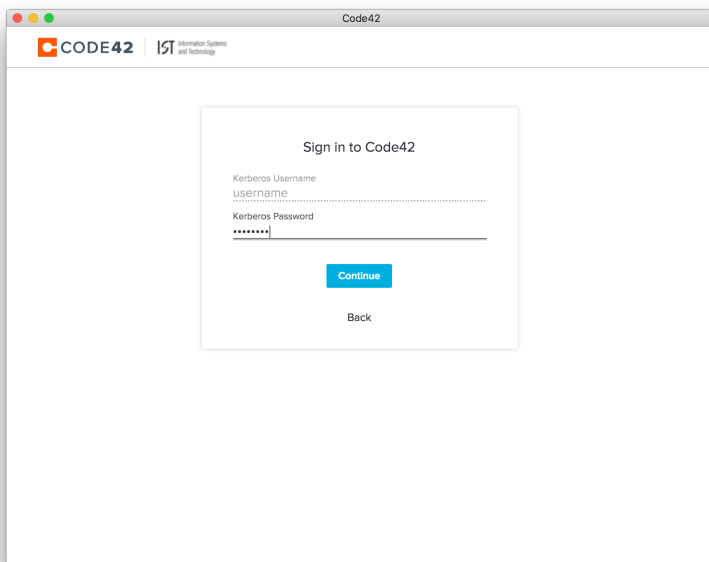 Code42
CODE42
IST Information Systems
and Technology
Sign in to Code42
Kerberos Username
username
Kerberos Password
••••••••
Continue
Back